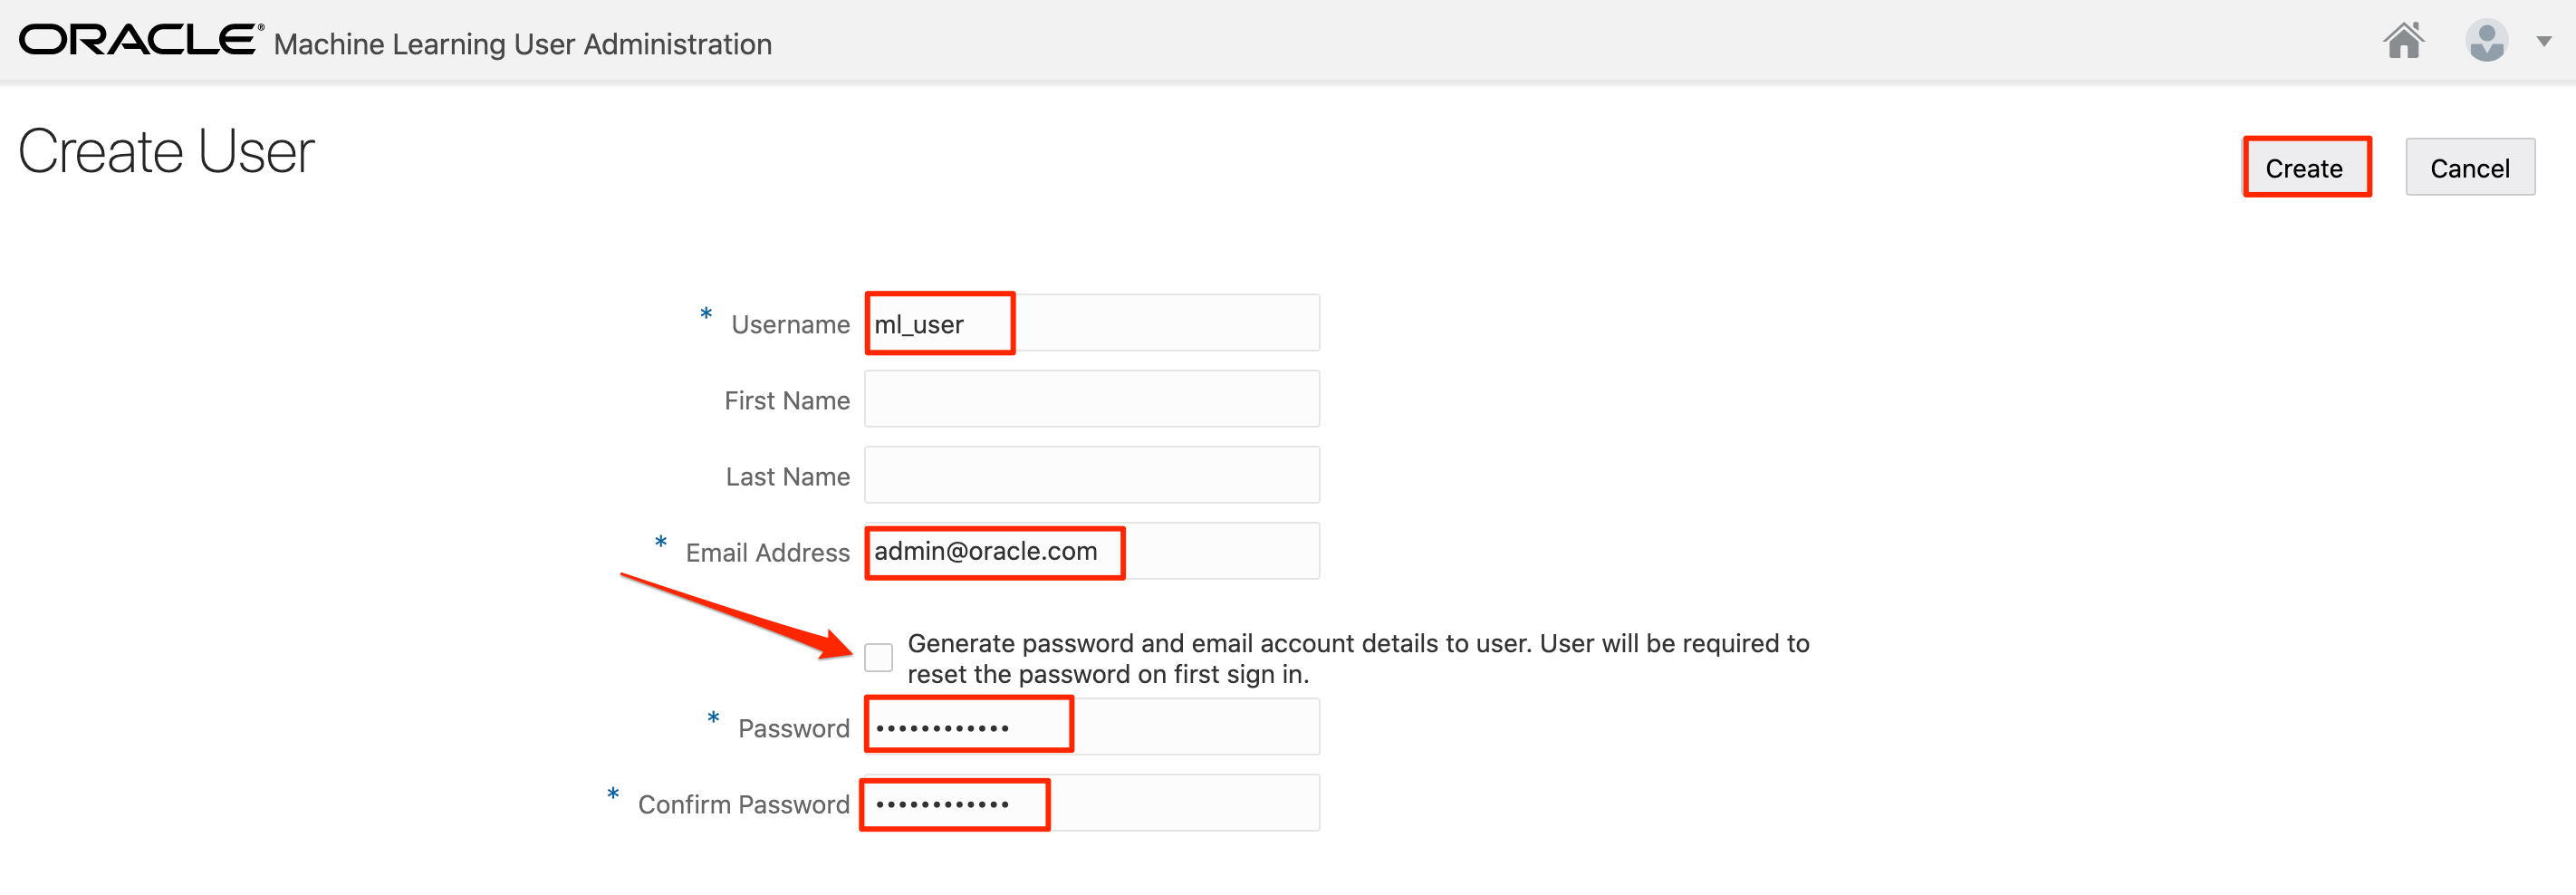 ORACLE® Machine Learning User Administration
Create User
Create
Cancel
* Username ml_user
First Name
Last Name
* Email Address admin@oracle.com
Generate password and email account details to user. User will be required to
reset the password on first sign in.
* Password ••••••••••••
* Confirm Password ••••••••••••